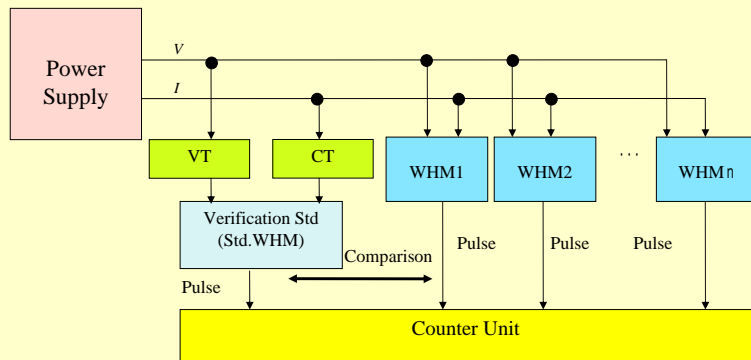 V
Power
Supply
I
VT
CT
WHM1
WHM2
...
WHMn
Verification Std
(Std.WHM)
Comparison
Pulse
Pulse
Pulse
Pulse
Counter Unit